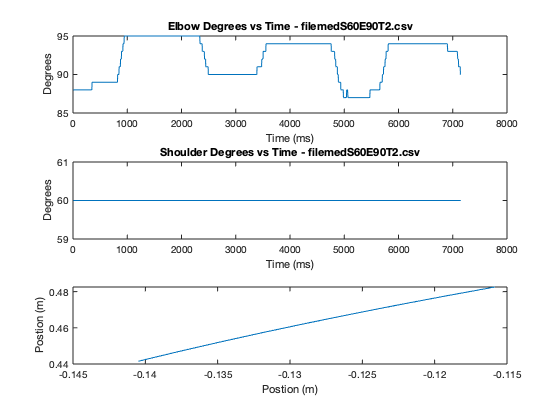 Elbow Degrees vs Time - filemedS60E90T2.csv
95
90
85
Degrees
0 1000 2000 3000 4000 5000 6000 7000 8000
Time (ms)
Shoulder Degrees vs Time - filemedS60E90T2.csv
61
60
59
Degrees
0 1000 2000 3000 4000 5000 6000 7000 8000
Time (ms)
0.48
0.46
0.44
Postion (m)
-0.145 -0.14 -0.135 -0.13 -0.125 -0.12 -0.115
Postion (m)